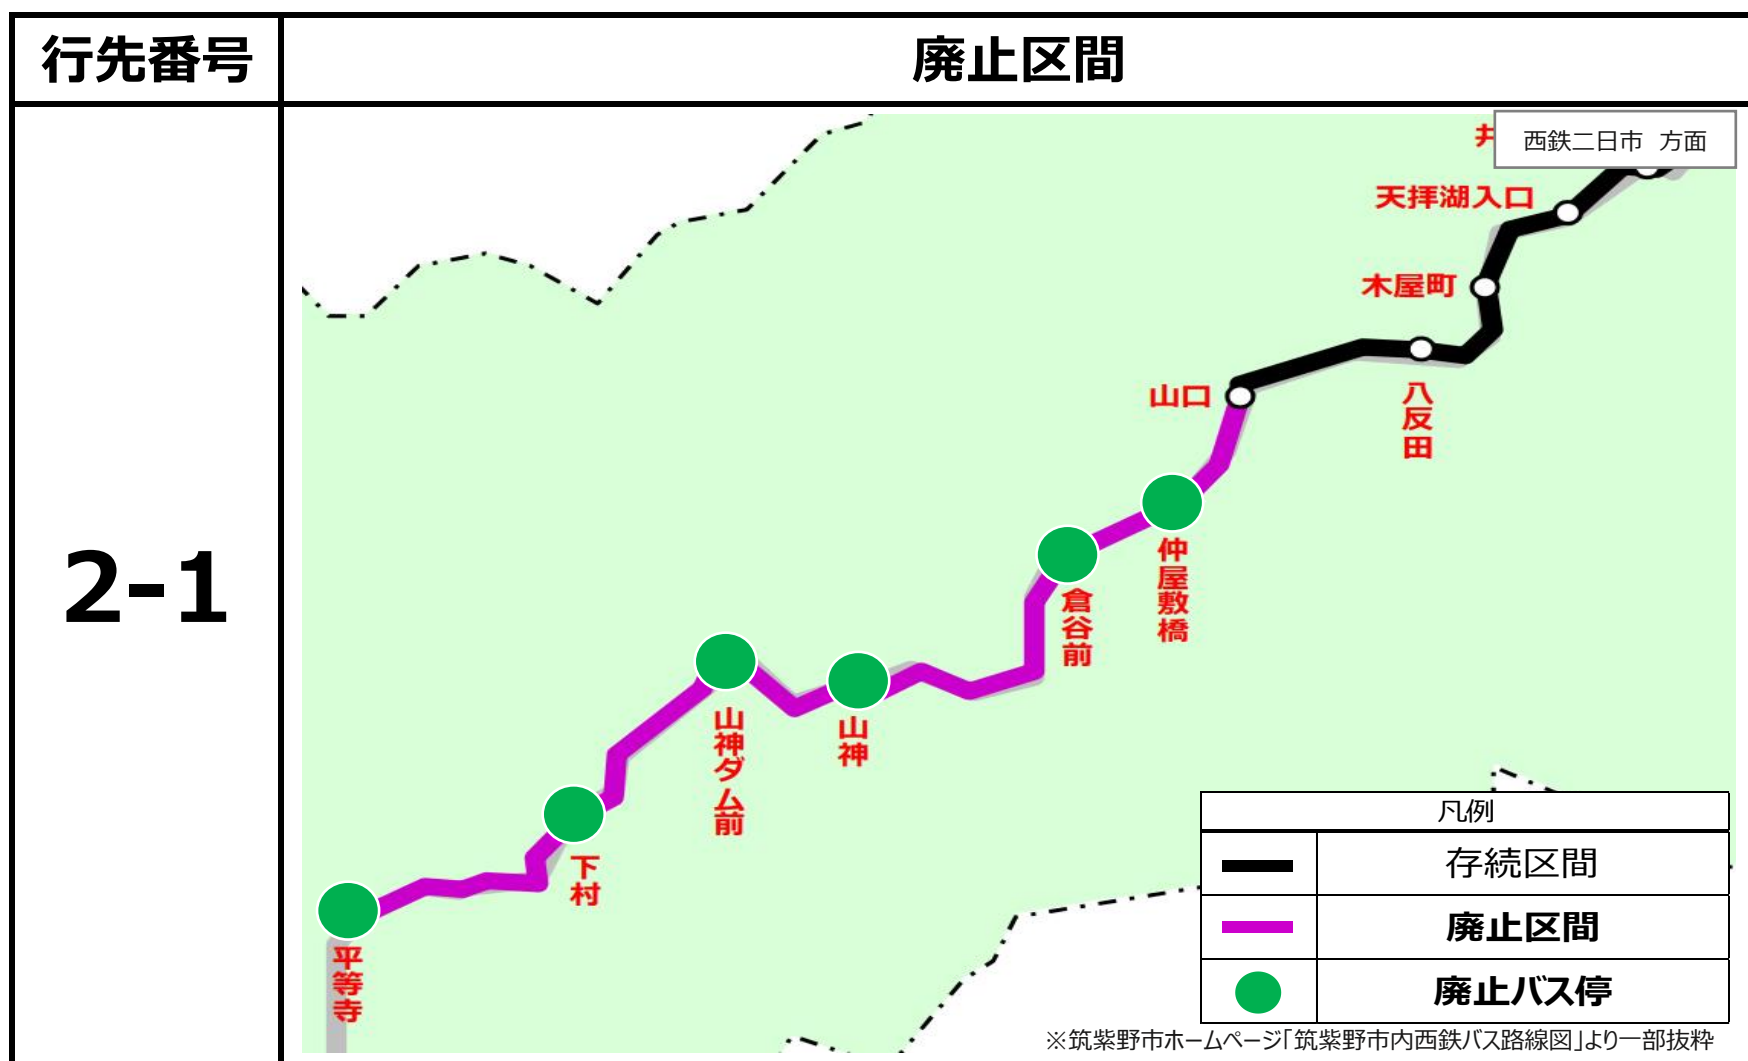 行先番号
廃止区間
2-1
井
西鉄二日市 方面
天拝湖入口
木屋町
八反田
山口
仲屋敷橋
倉谷前
山神
山神ダム前
下村
平等寺
凡例
存続区間
廃止区間
廃止バス停
※筑紫野市ホームページ「筑紫野市内西鉄バス路線図」より一部抜粋